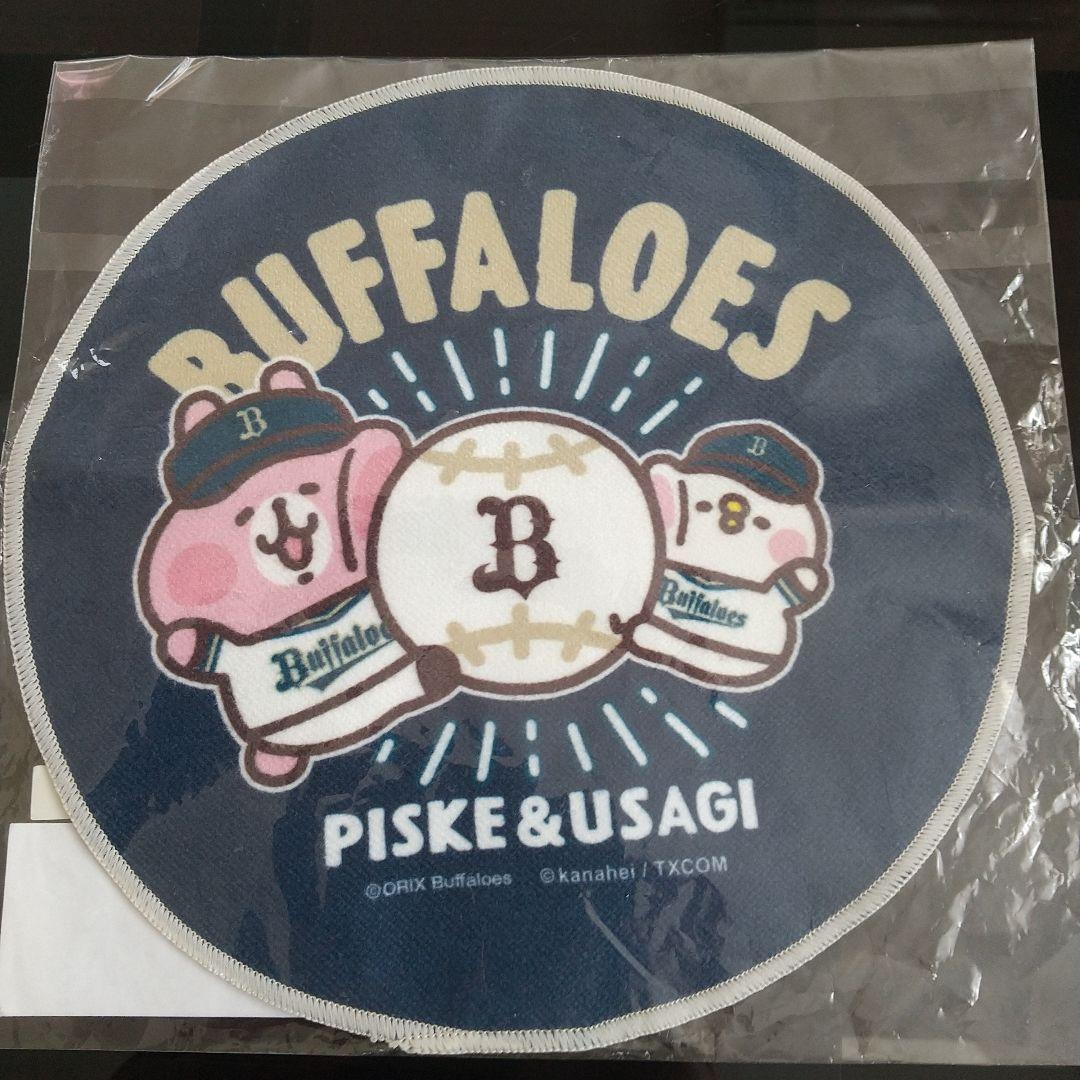 BUFFALOES
B
B
B
Buffaloes
Buffaloes
PISKE & USAGI
©ORIX Buffaloes ©kanahei / TXCOM